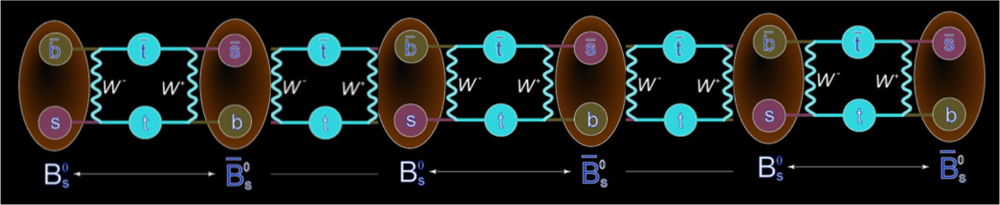 b̄ t̄ s̄ t̄ b̄ t̄ s̄ t̄ b̄ t̄ s̄
W⁻ W⁺ W⁻ W⁺ W⁻ W⁺ W⁻ W⁺ W⁻ W⁺
s t b t s t b t s t b
B⁰ₛ B̄⁰ₛ B⁰ₛ B̄⁰ₛ B⁰ₛ B̄⁰ₛ